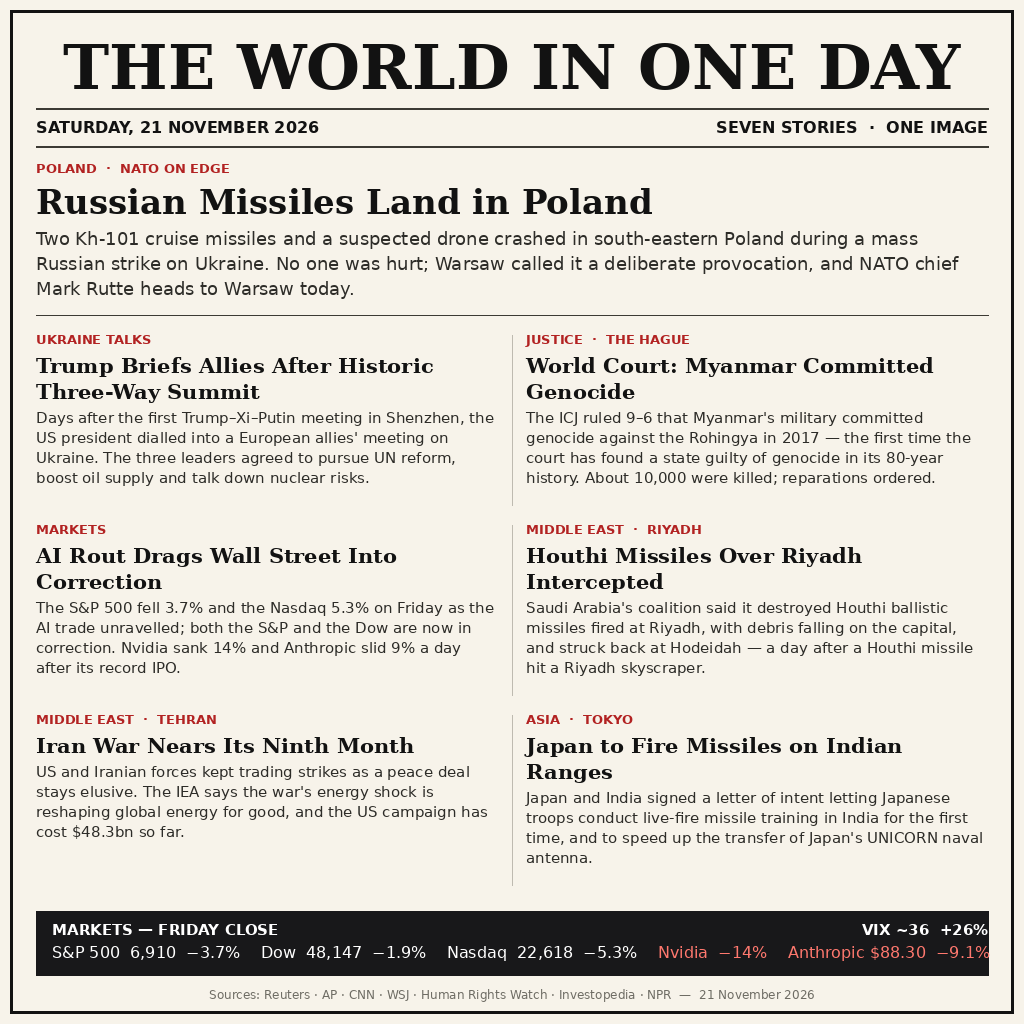 THE WORLD IN ONE DAY
SATURDAY, 21 NOVEMBER 2026
SEVEN STORIES · ONE IMAGE
POLAND · NATO ON EDGE
Russian Missiles Land in Poland
Two Kh-101 cruise missiles and a suspected drone crashed in south-eastern Poland during a mass
Russian strike on Ukraine. No one was hurt; Warsaw called it a deliberate provocation, and NATO chief
Mark Rutte heads to Warsaw today.
UKRAINE TALKS
Trump Briefs Allies After Historic
Three-Way Summit
Days after the first Trump–Xi–Putin meeting in Shenzhen, the
US president dialled into a European allies' meeting on
Ukraine. The three leaders agreed to pursue UN reform,
boost oil supply and talk down nuclear risks.
JUSTICE · THE HAGUE
World Court: Myanmar Committed
Genocide
The ICJ ruled 9–6 that Myanmar's military committed
genocide against the Rohingya in 2017 — the first time the
court has found a state guilty of genocide in its 80-year
history. About 10,000 were killed; reparations ordered.
MARKETS
AI Rout Drags Wall Street Into
Correction
The S&P 500 fell 3.7% and the Nasdaq 5.3% on Friday as the
AI trade unravelled; both the S&P and the Dow are now in
correction. Nvidia sank 14% and Anthropic slid 9% a day
after its record IPO.
MIDDLE EAST · RIYADH
Houthi Missiles Over Riyadh
Intercepted
Saudi Arabia's coalition said it destroyed Houthi ballistic
missiles fired at Riyadh, with debris falling on the capital,
and struck back at Hodeidah — a day after a Houthi missile
hit a Riyadh skyscraper.
MIDDLE EAST · TEHRAN
Iran War Nears Its Ninth Month
US and Iranian forces kept trading strikes as a peace deal
stays elusive. The IEA says the war's energy shock is
reshaping global energy for good, and the US campaign has
cost $48.3bn so far.
ASIA · TOKYO
Japan to Fire Missiles on Indian
Ranges
Japan and India signed a letter of intent letting Japanese
troops conduct live-fire missile training in India for the first
time, and to speed up the transfer of Japan's UNICORN naval
antenna.
MARKETS — FRIDAY CLOSE
VIX ~36 +26%
S&P 500 6,910 −3.7% Dow 48,147 −1.9% Nasdaq 22,618 −5.3% Nvidia −14% Anthropic $88.30 −9.1%
Sources: Reuters · AP · CNN · WSJ · Human Rights Watch · Investopedia · NPR — 21 November 2026